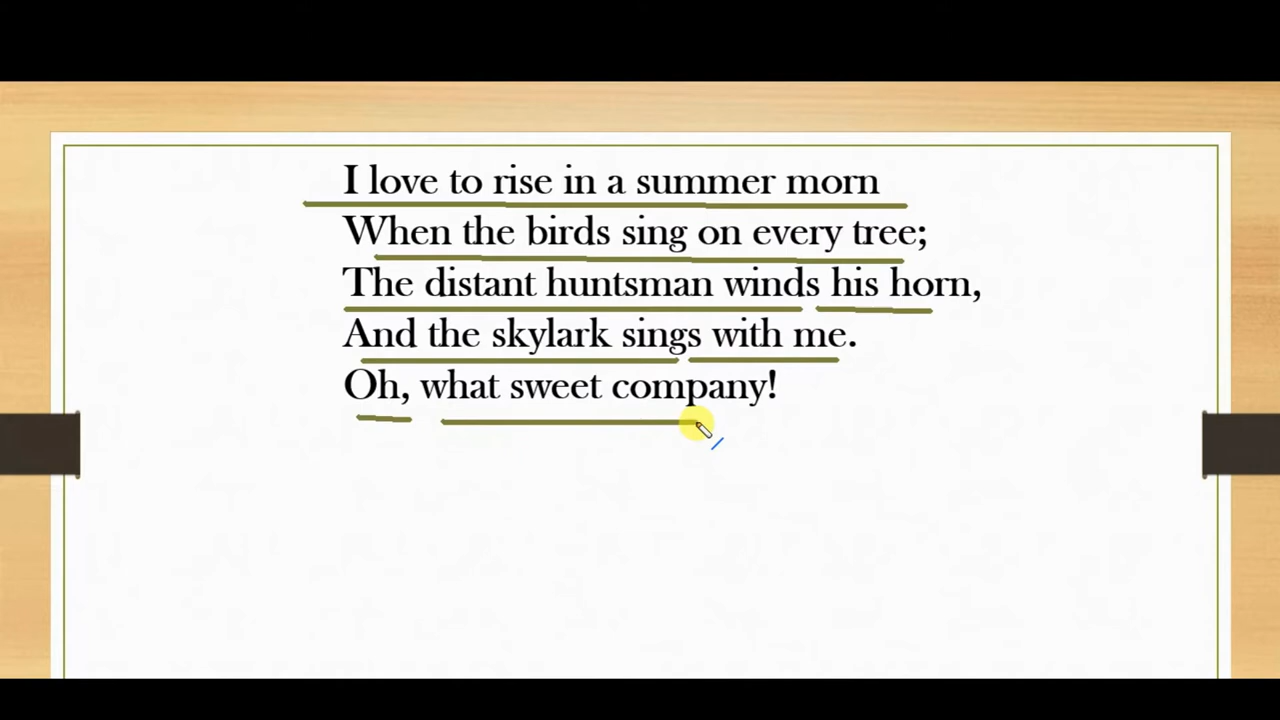 I love to rise in a summer morn
When the birds sing on every tree;
The distant huntsman winds his horn,
And the skylark sings with me.
Oh, what sweet company!